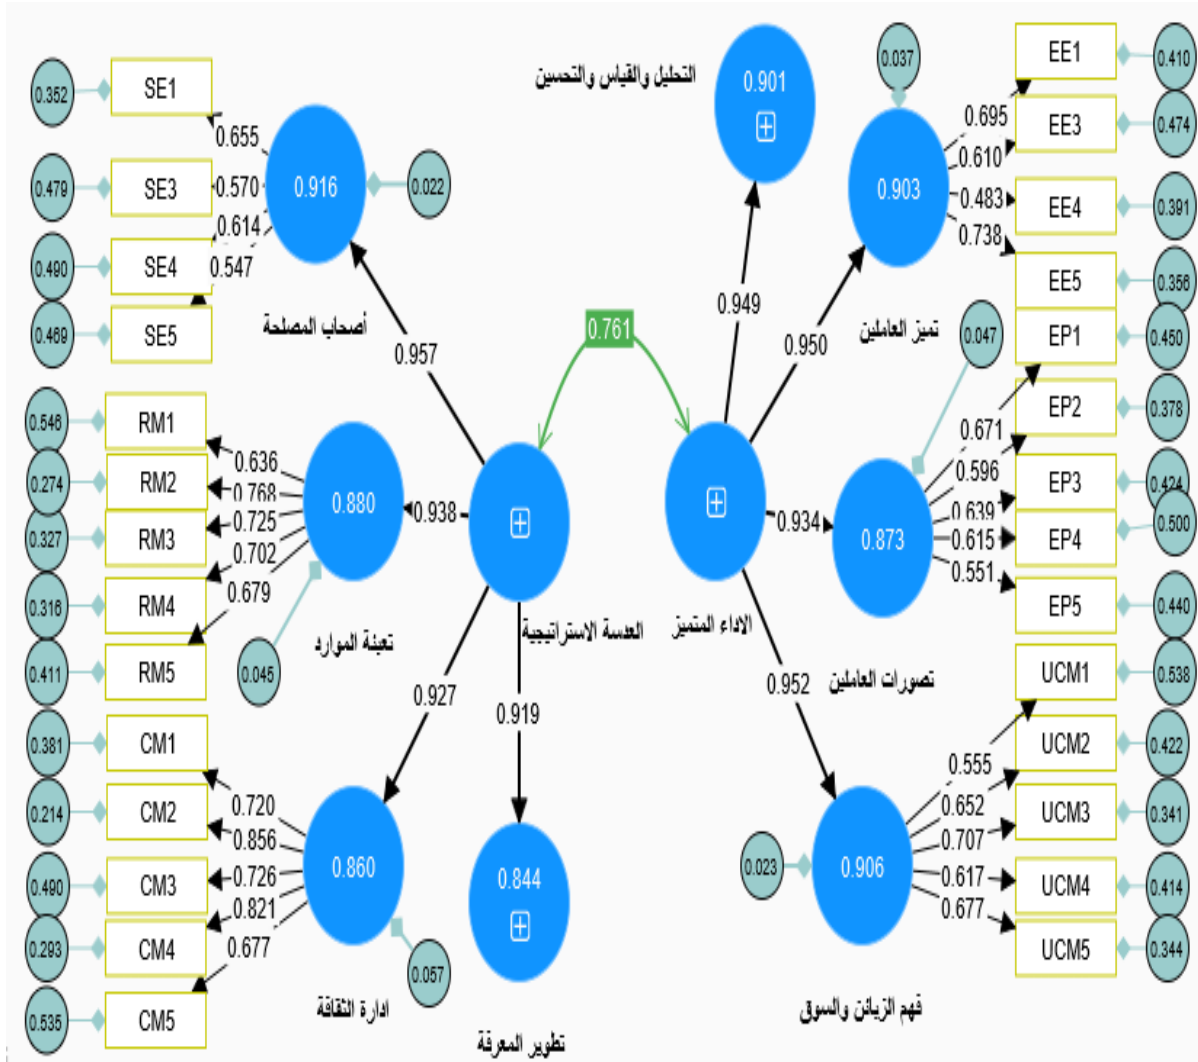 التحليل والقياس والتحسين
0.901
0.037
EE1
0.410
0.352
SE1
0.655
0.695
EE3
0.474
0.610
0.479
SE3
0.570
0.916
0.022
0.903
0.483
EE4
0.391
0.614
0.738
0.490
SE4
0.547
EE5
0.356
0.469
SE5
أصحاب المصلحة
0.949
تميز العاملين
0.957
0.761
0.950
0.047
EP1
0.450
0.546
RM1
0.636
0.671
EP2
0.378
0.274
RM2
0.768
0.596
EP3
0.424
0.725
0.880
0.938
0.934
0.873
0.639
0.327
RM3
0.702
0.615
EP4
0.500
0.316
RM4
0.679
0.551
EP5
0.440
العدسة الاستراتيجية
الاداء المتميز
تعبئة الموارد
تصورات العاملين
0.411
RM5
0.045
UCM1
0.538
0.927
0.919
0.952
0.381
CM1
0.720
0.555
UCM2
0.422
0.214
CM2
0.856
0.652
UCM3
0.341
0.707
0.490
CM3
0.726
0.860
0.844
0.023
0.906
0.617
UCM4
0.414
0.821
0.677
0.293
CM4
0.677
UCM5
0.344
0.057
0.535
CM5
ادارة الثقافة
تطوير المعرفة
فهم الزبائن والسوق